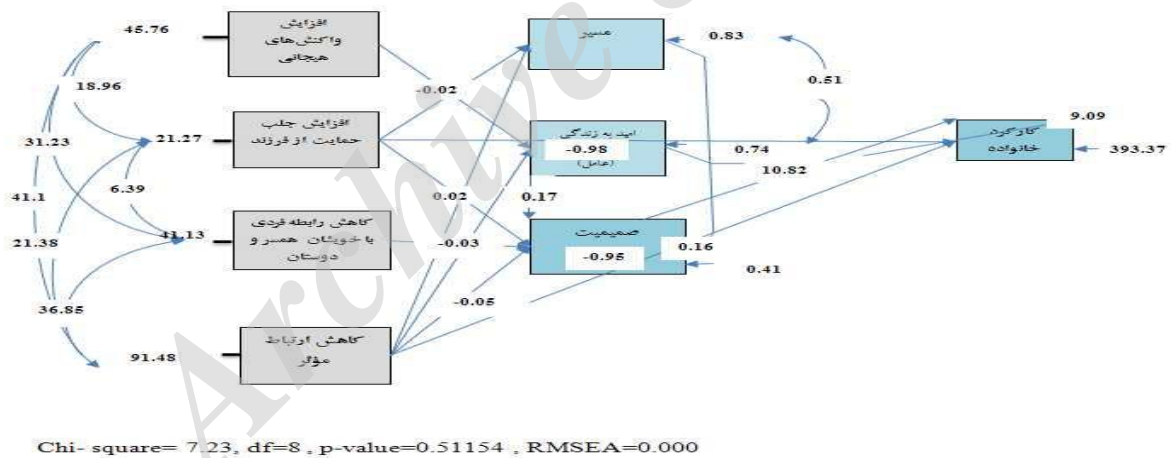 45.76
افزایش
واکنش‌های
هیجانی
مسیر
0.83
18.96
-0.02
0.51
31.23
21.27
افزایش جلب
حمایت از فرزند
امید به زندگی
-0.98
(عامل)
0.74
10.82
کارکرد
خانواده
9.09
393.37
6.39
41.1
0.02
0.17
21.38
41.13
کاهش رابطه فردی
با خویشان همسر و
دوستان
-0.03
صمیمیت
-0.95
0.16
0.41
-0.05
36.85
91.48
کاهش ارتباط
مؤثر
Archive
Chi- square= 7.23, df=8 , p-value=0.51154 , RMSEA=0.000